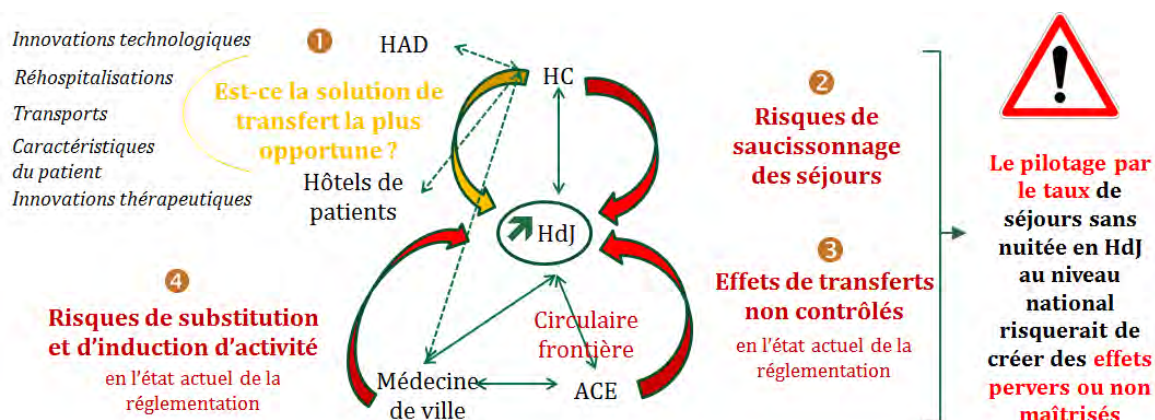 Innovations technologiques
Réhospitalisations
Transports
Caractéristiques
du patient
Innovations thérapeutiques
1
Est-ce la solution de
transfert la plus
opportune ?
HAD
HC
Hôtels de
patients
HdJ
2
Risques de
saucissonnage
des séjours
3
Effets de transferts
non contrôlés
en l'état actuel de la
réglementation
4
Risques de substitution
et d'induction d'activité
en l'état actuel de la
réglementation
Circulaire
frontière
Médecine
de ville
ACE
!
Le pilotage par
le taux de
séjours sans
nuitée en HdJ
au niveau
national
risquerait de
créer des effets
pervers ou non
maîtrisés